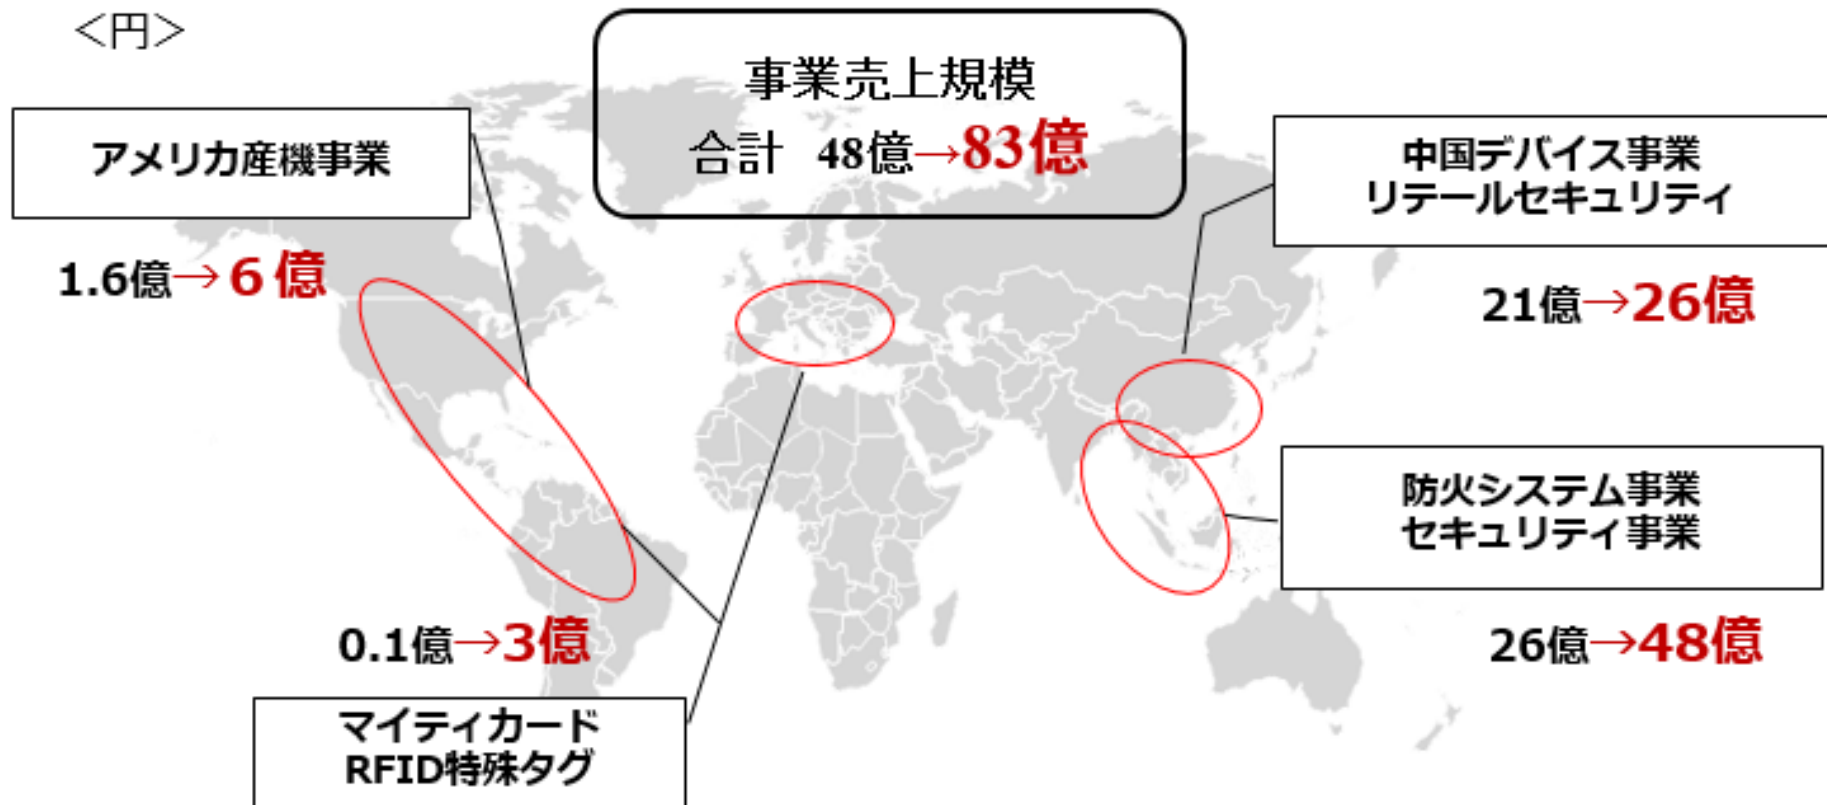 ＜円＞
事業売上規模
合計 48億→83億
アメリカ産機事業
1.6億→６億
中国デバイス事業
リテールセキュリティ
21億→26億
防火システム事業
セキュリティ事業
26億→48億
0.1億→3億
マイティカード
RFID特殊タグ